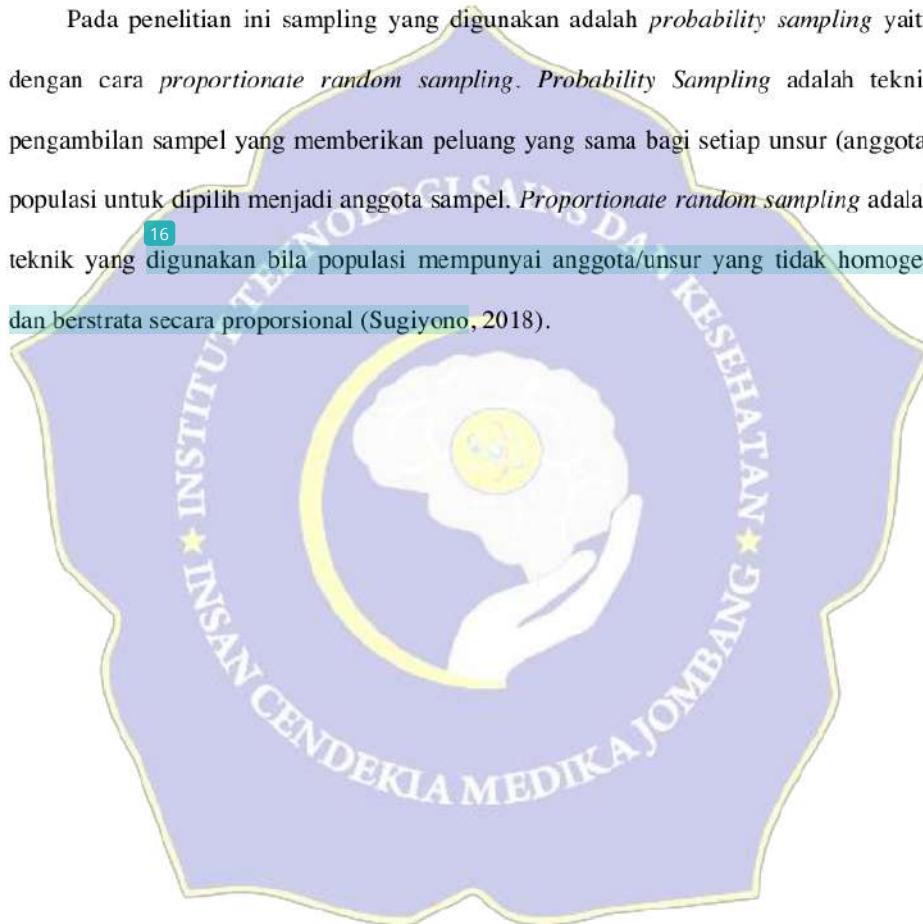 Pada penelitian ini sampling yang digunakan adalah probability sampling yait
dengan cara proportionate random sampling. Probability Sampling adalah tekni
pengambilan sampel yang memberikan peluang yang sama bagi setiap unsur (anggota
populasi untuk dipilih menjadi anggota sampel. Proportionate random sampling adala
16
teknik yang digunakan bila populasi mempunyai anggota/unsur yang tidak homoge
dan berstrata secara proporsional (Sugiyono, 2018).
INSTITUT TEKNOLOGI SAINS DAN KESEHATAN
★ INSAN CENDEKIA MEDIKA JOMBANG ★